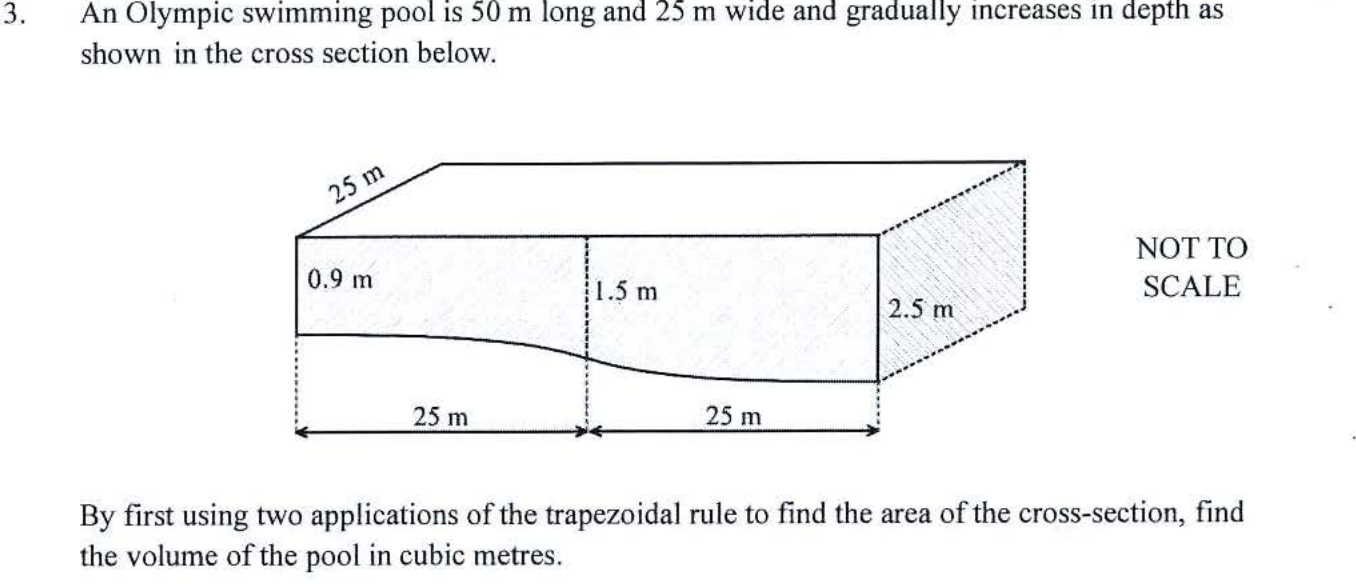 3. An Olympic swimming pool is 50 m long and 25 m wide and gradually increases in depth as
shown in the cross section below.
25 m
0.9 m
1.5 m
2.5 m
NOT TO
SCALE
25 m
25 m
By first using two applications of the trapezoidal rule to find the area of the cross-section, find
the volume of the pool in cubic metres.